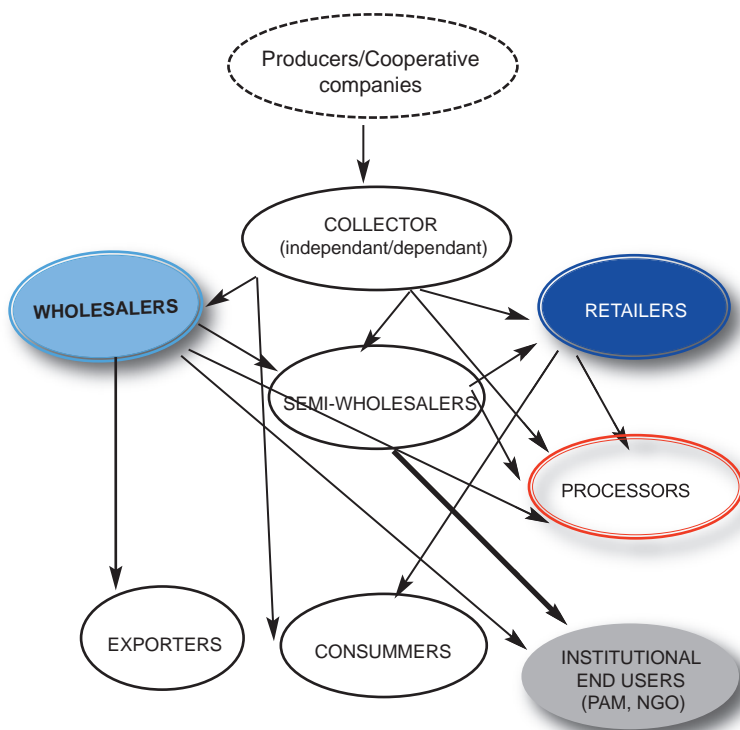 Producers/Cooperative
companies
COLLECTOR
(independant/dependant)
WHOLESALERS
RETAILERS
SEMI-WHOLESALERS
PROCESSORS
EXPORTERS
CONSUMMERS
INSTITUTIONAL
END USERS
(PAM, NGO)